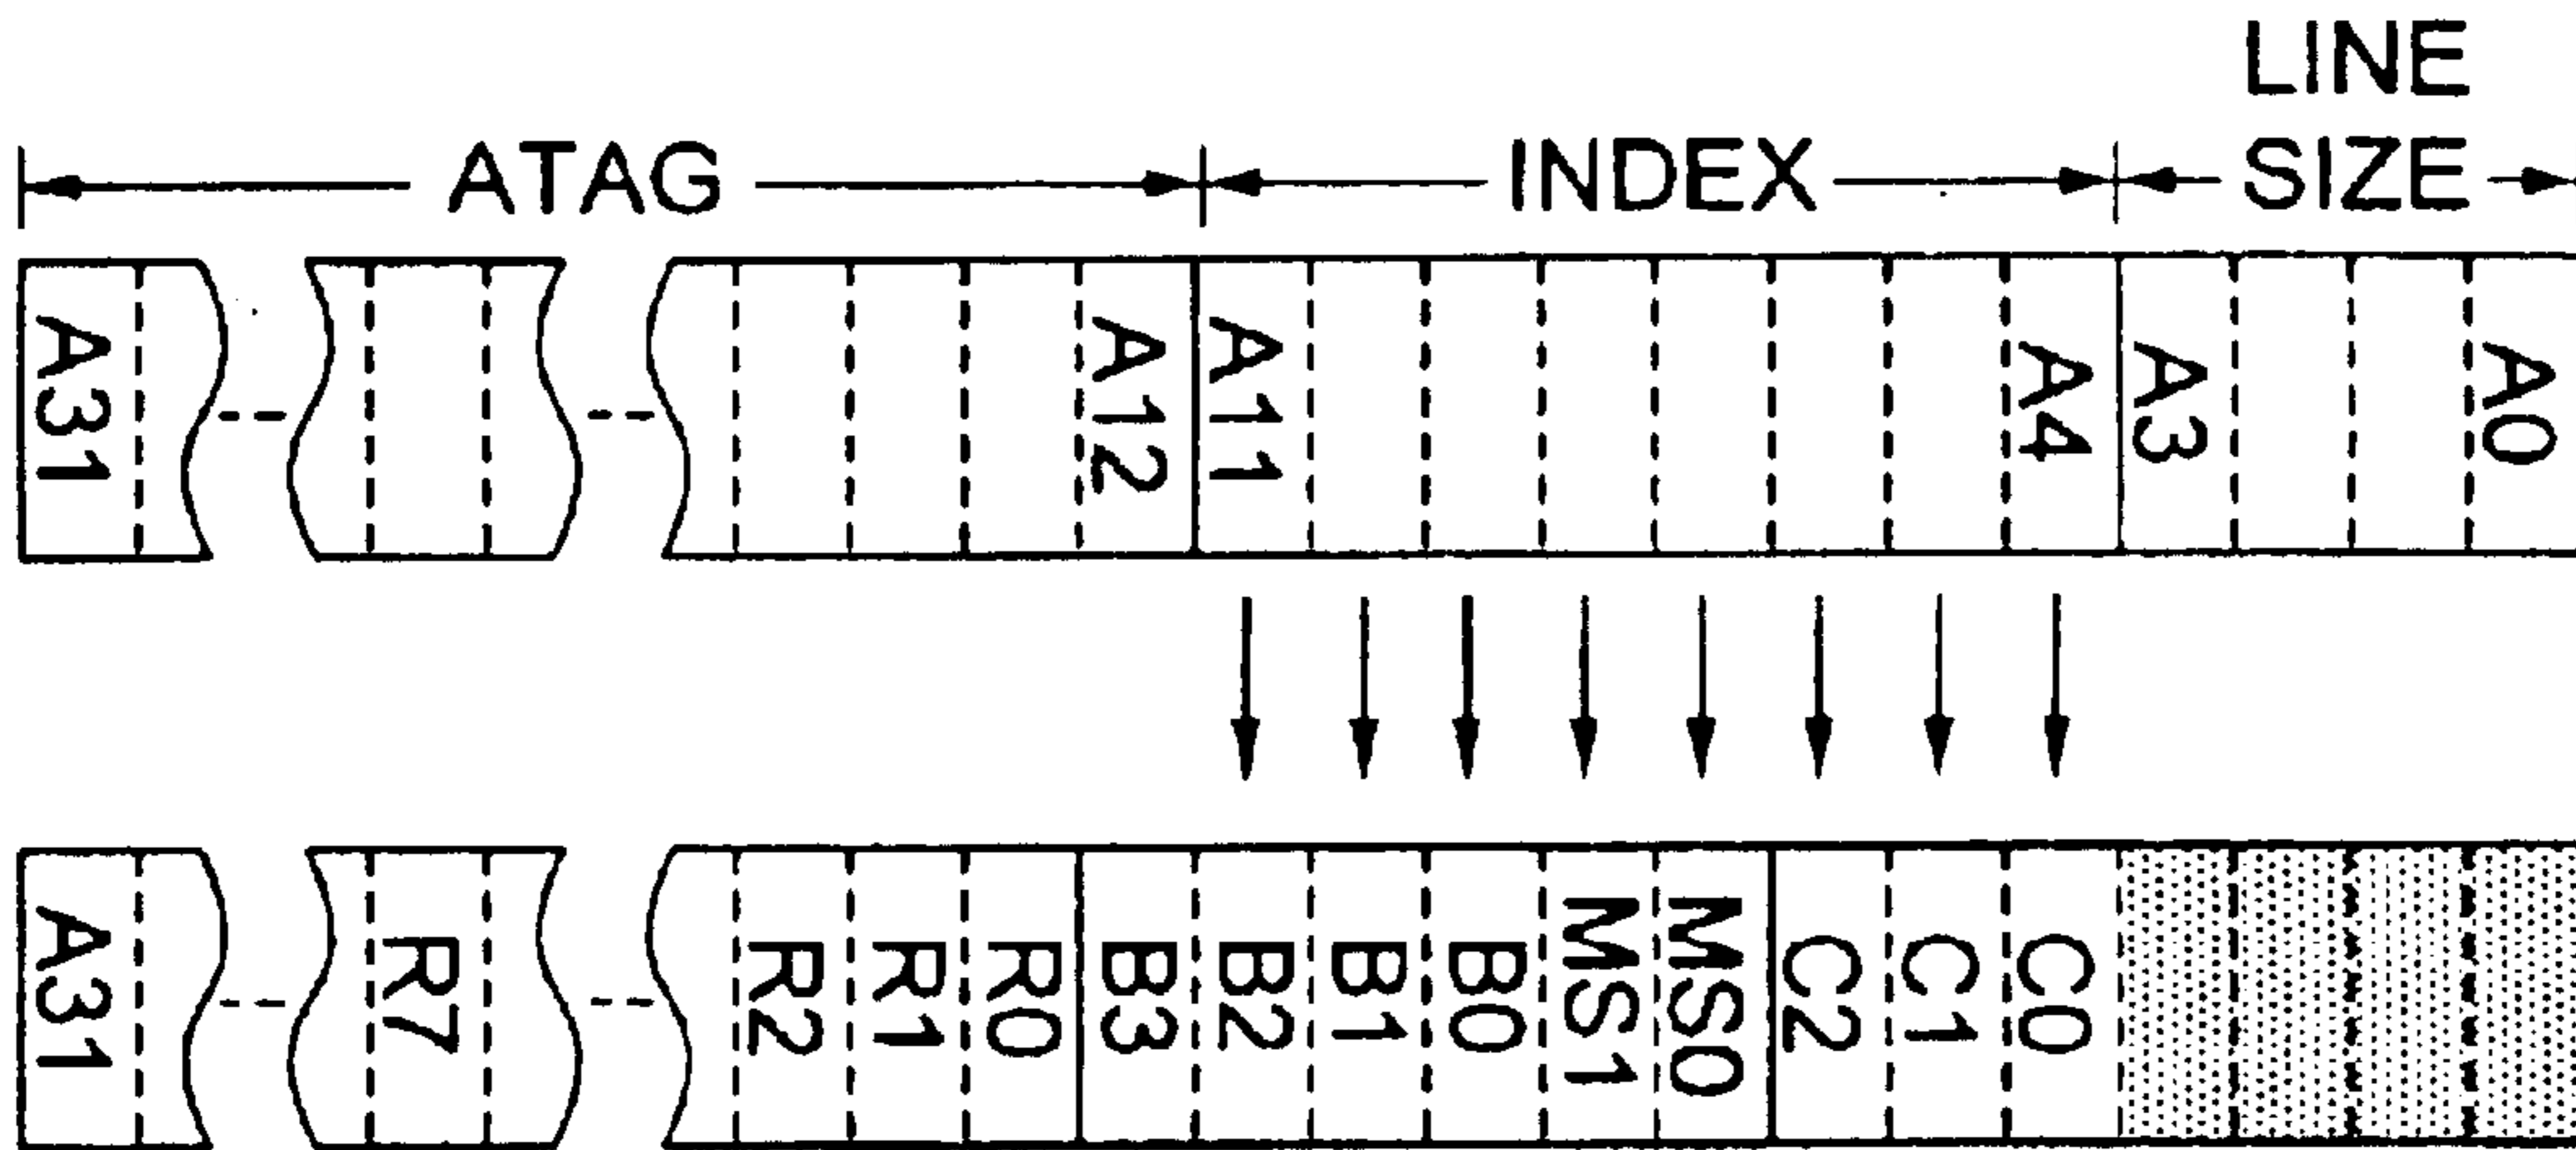 LINE
ATAG INDEX SIZE
A31 A12 A11 A4 A3 A0
A31 R7 R2 R1 R0 B3 B2 B1 B0 MS1 MS0 C2 C1 C0